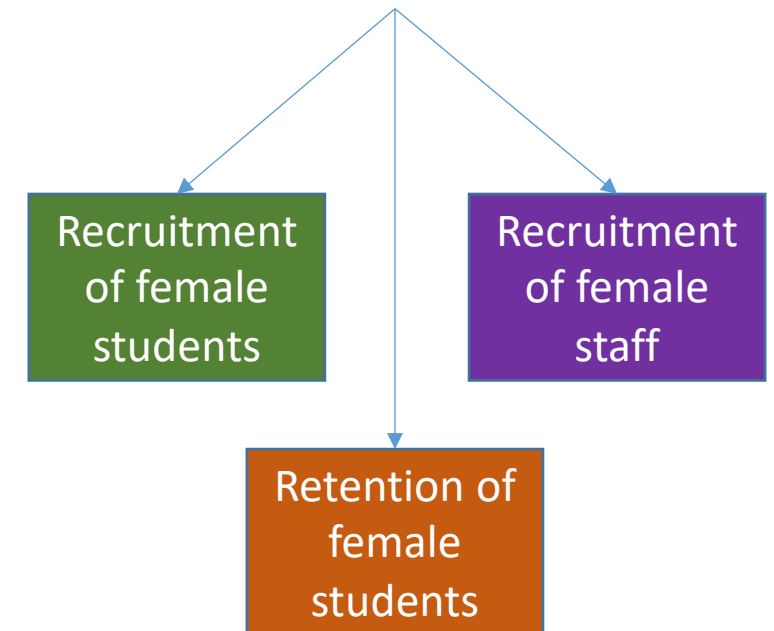 Recruitment
of female
students
Recruitment
of female
staff
Retention of
female
students